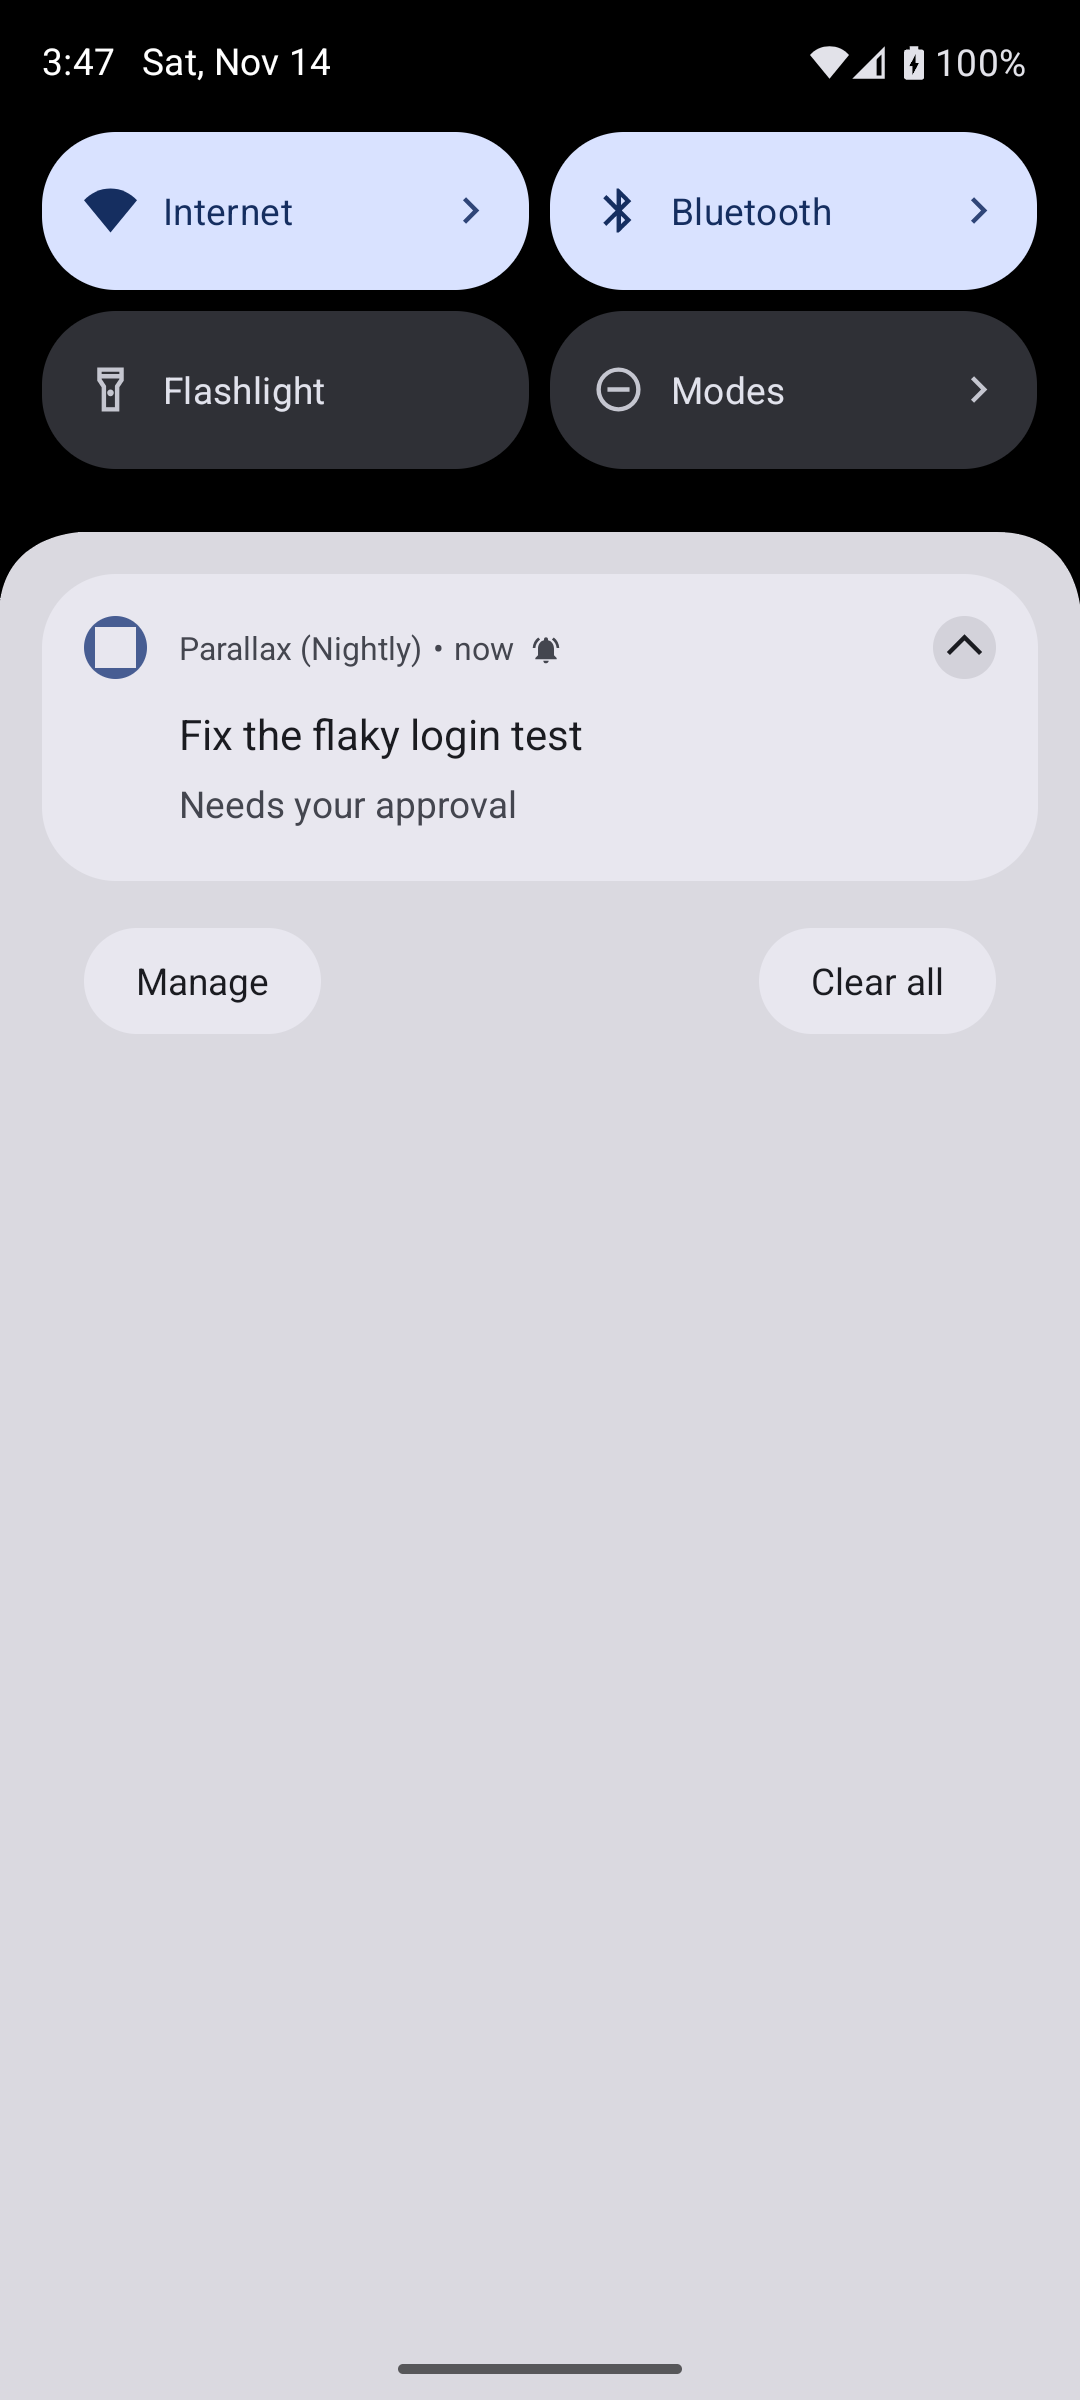 3:47 Sat, Nov 14 100%
Internet Bluetooth
Flashlight Modes
Parallax (Nightly) • now
Fix the flaky login test
Needs your approval
Manage Clear all